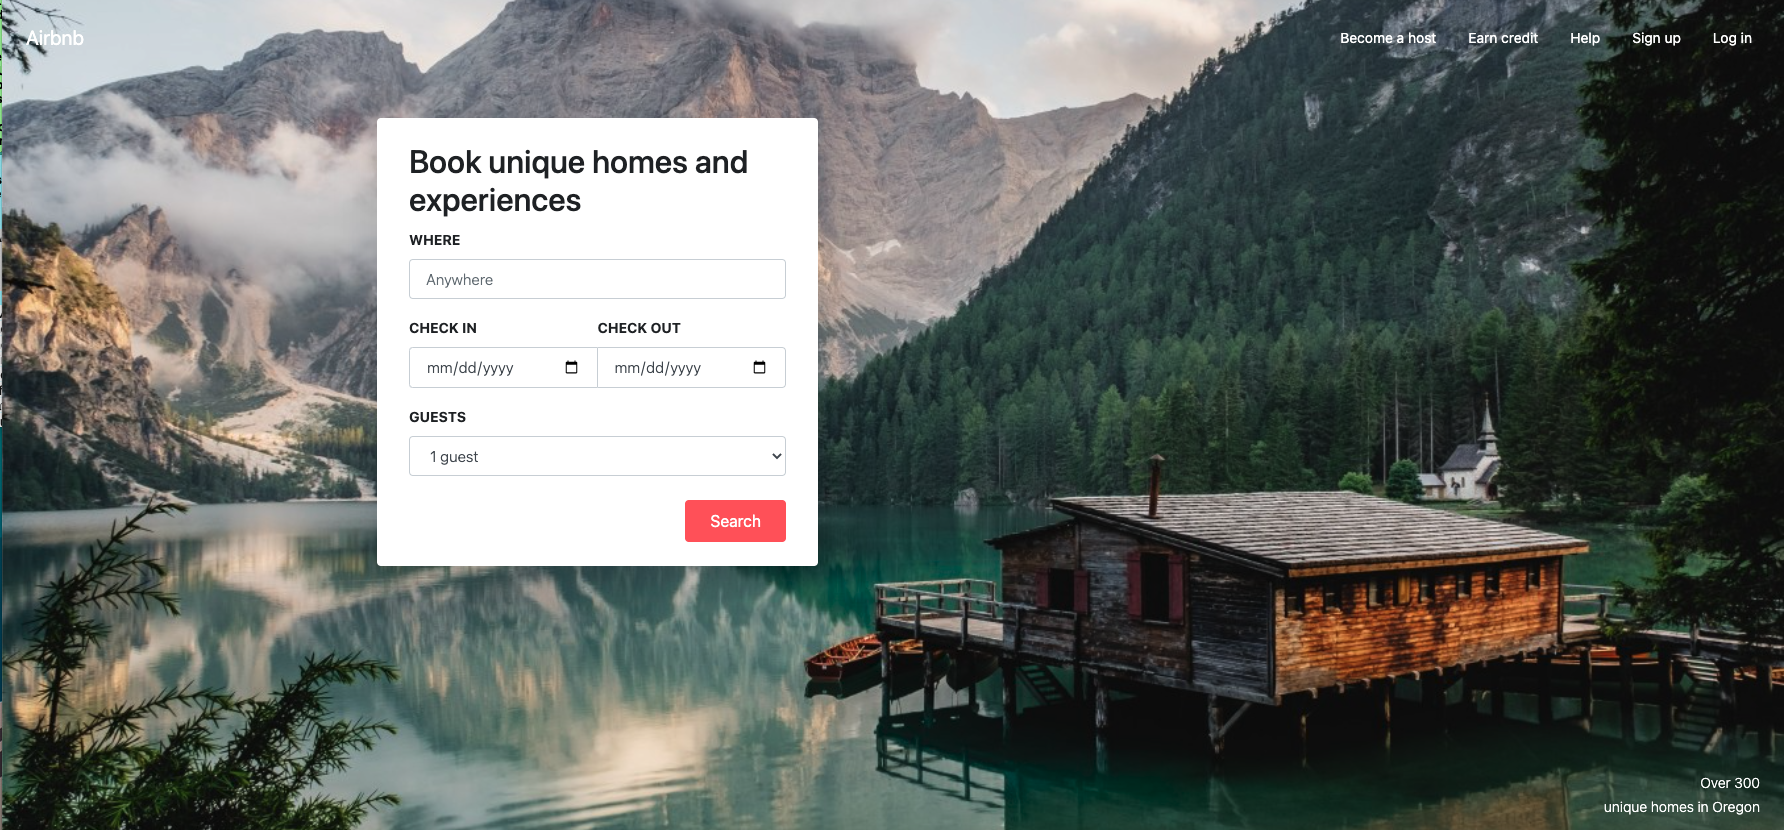 Airbnb
Become a host
Earn credit
Help
Sign up
Log in
Book unique homes and
experiences
WHERE
Anywhere
CHECK IN
CHECK OUT
mm/dd/yyyy
mm/dd/yyyy
GUESTS
1 guest
Search
Over 300
unique homes in Oregon